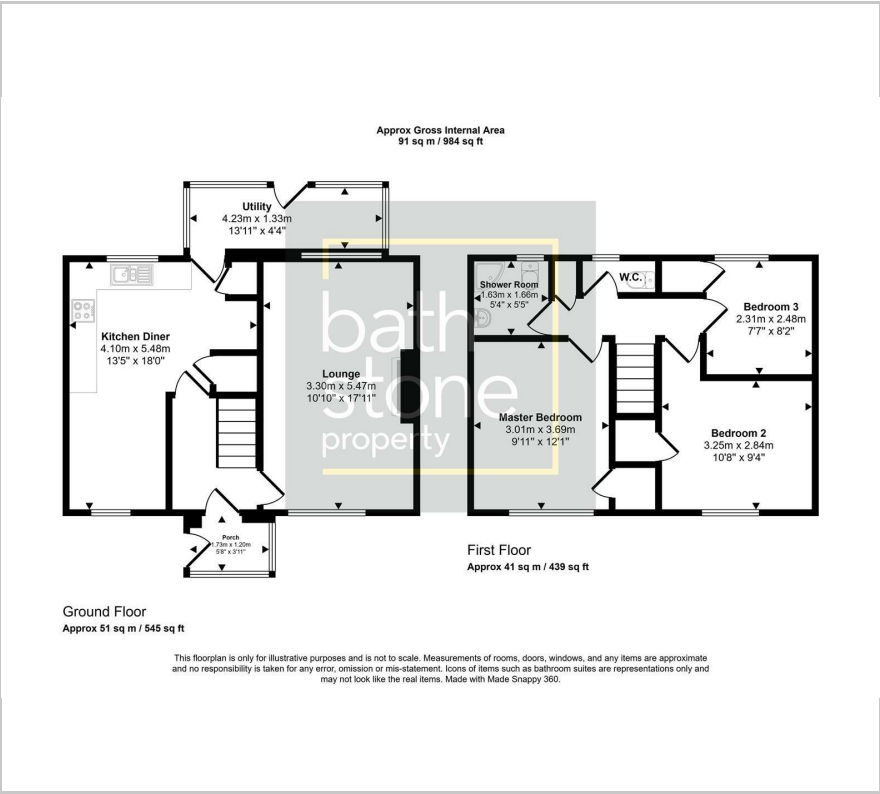 Approx Gross Internal Area
91 sq m / 984 sq ft
Utility
4.23m x 1.33m
13'11" x 4'4"
Kitchen Diner
4.10m x 5.48m
13'5" x 18'0"
Lounge
3.30m x 5.47m
10'10" x 17'11"
Porch
1.73m x 1.20m
5'8" x 3'11"
Ground Floor
Approx 51 sq m / 545 sq ft
Shower Room
1.63m x 1.66m
5'4" x 5'5"
W.C.
Bedroom 3
2.31m x 2.48m
7'7" x 8'2"
Master Bedroom
3.01m x 3.69m
9'11" x 12'1"
Bedroom 2
3.25m x 2.84m
10'8" x 9'4"
First Floor
Approx 41 sq m / 439 sq ft
bath
stone
property
This floorplan is only for illustrative purposes and is not to scale. Measurements of rooms, doors, windows, and any items are approximate
and no responsibility is taken for any error, omission or mis-statement. Icons of items such as bathroom suites are representations only and
may not look like the real items. Made with Made Snappy 360.